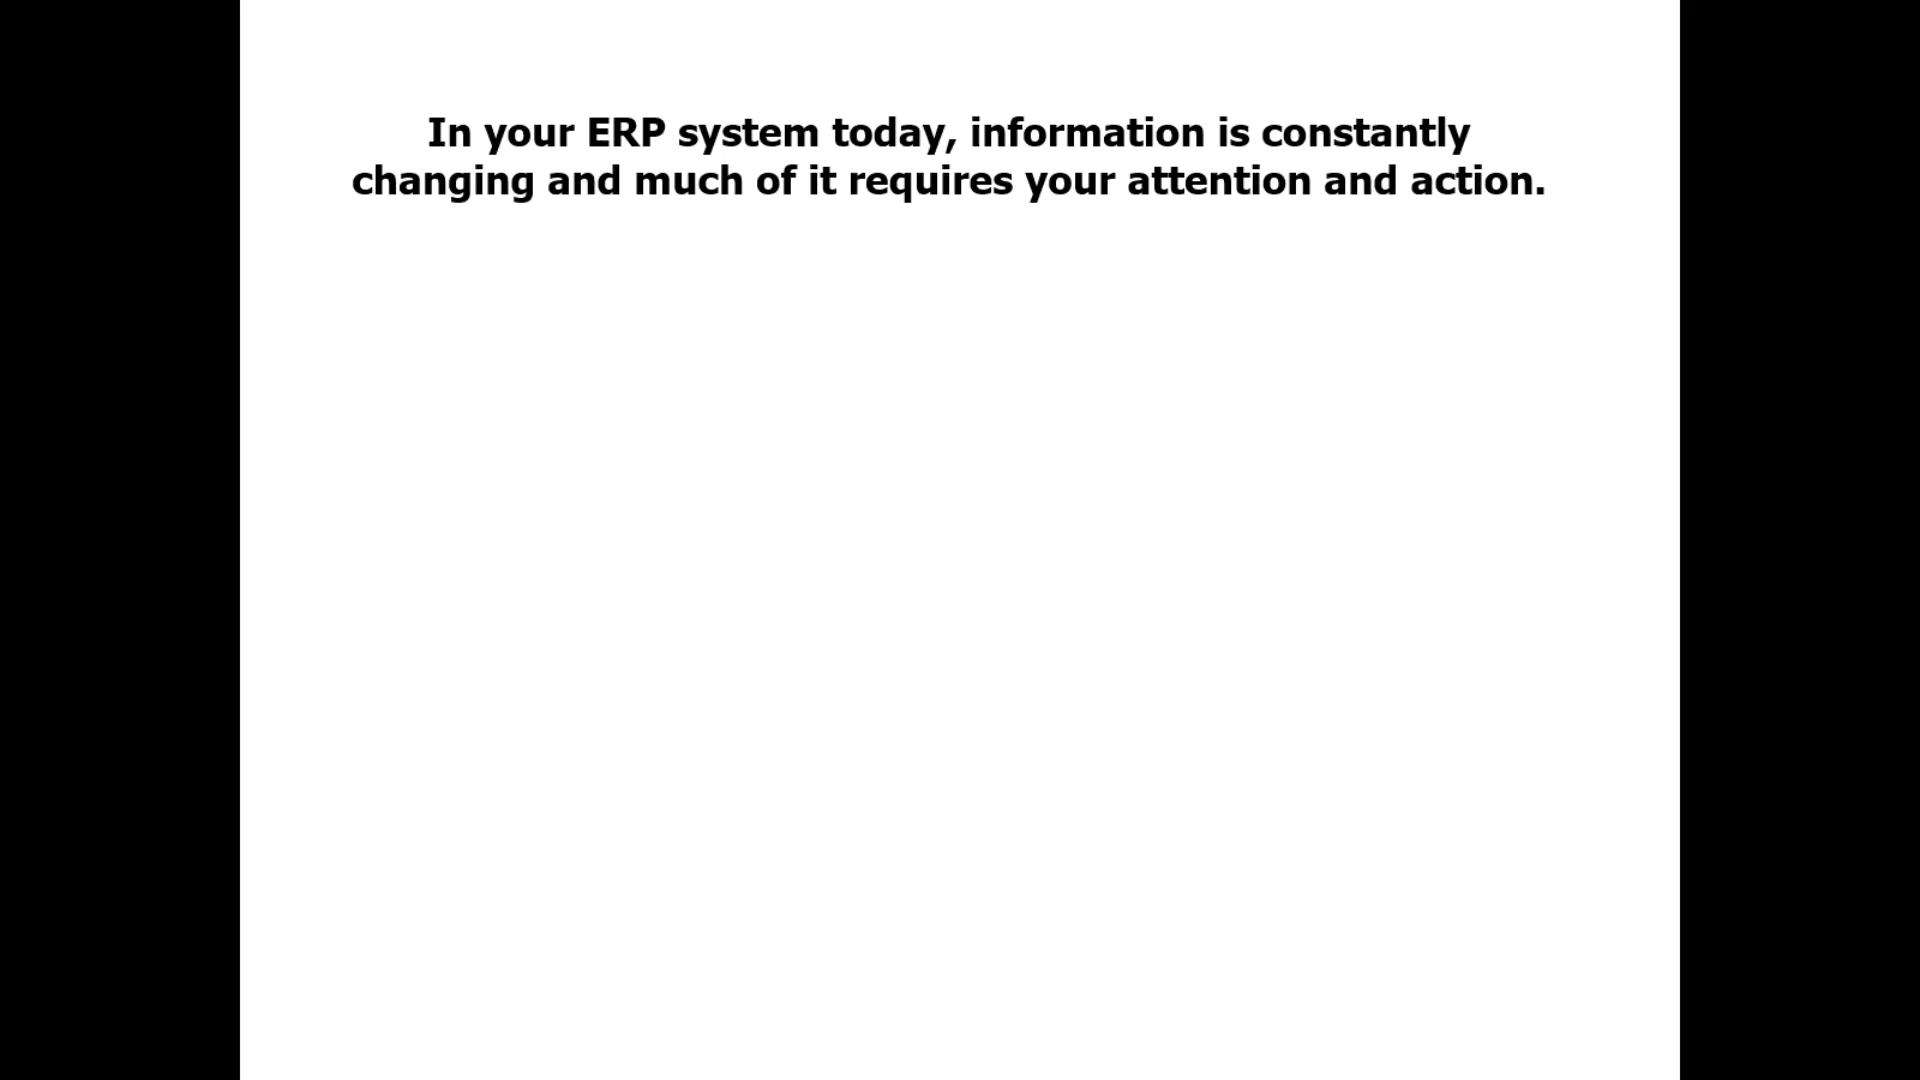 In your ERP system today, information is constantly
changing and much of it requires your attention and action.